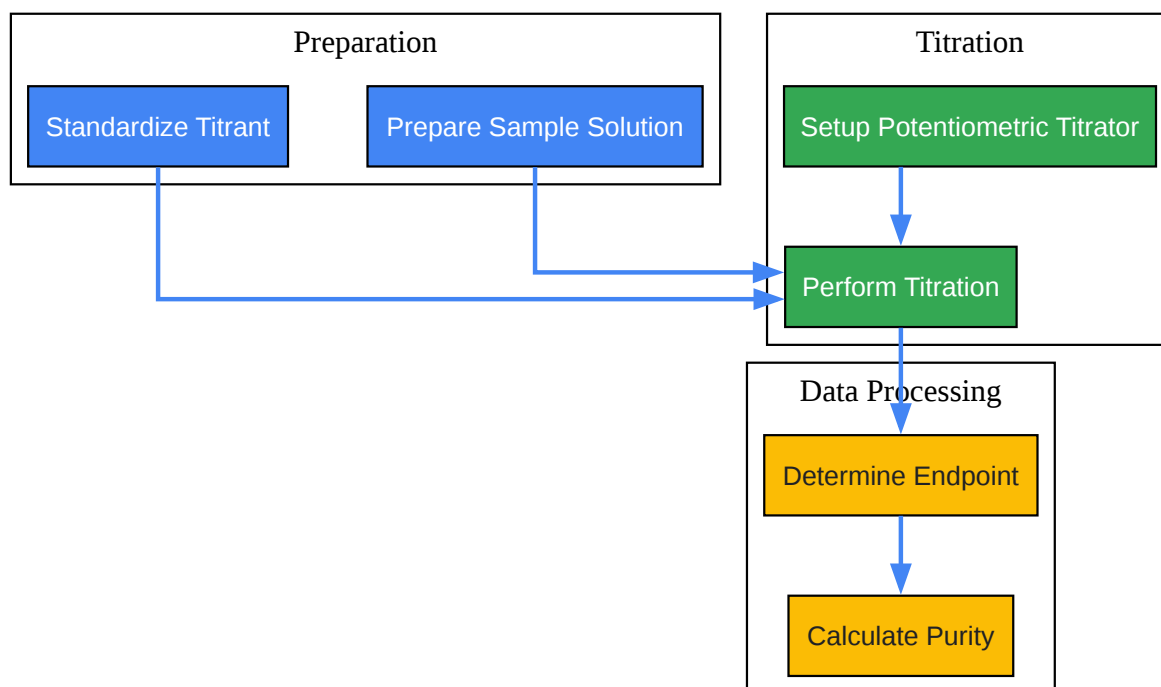 Preparation
Standardize Titrant
Prepare Sample Solution
Titration
Setup Potentiometric Titrator
Perform Titration
Data Processing
Determine Endpoint
Calculate Purity